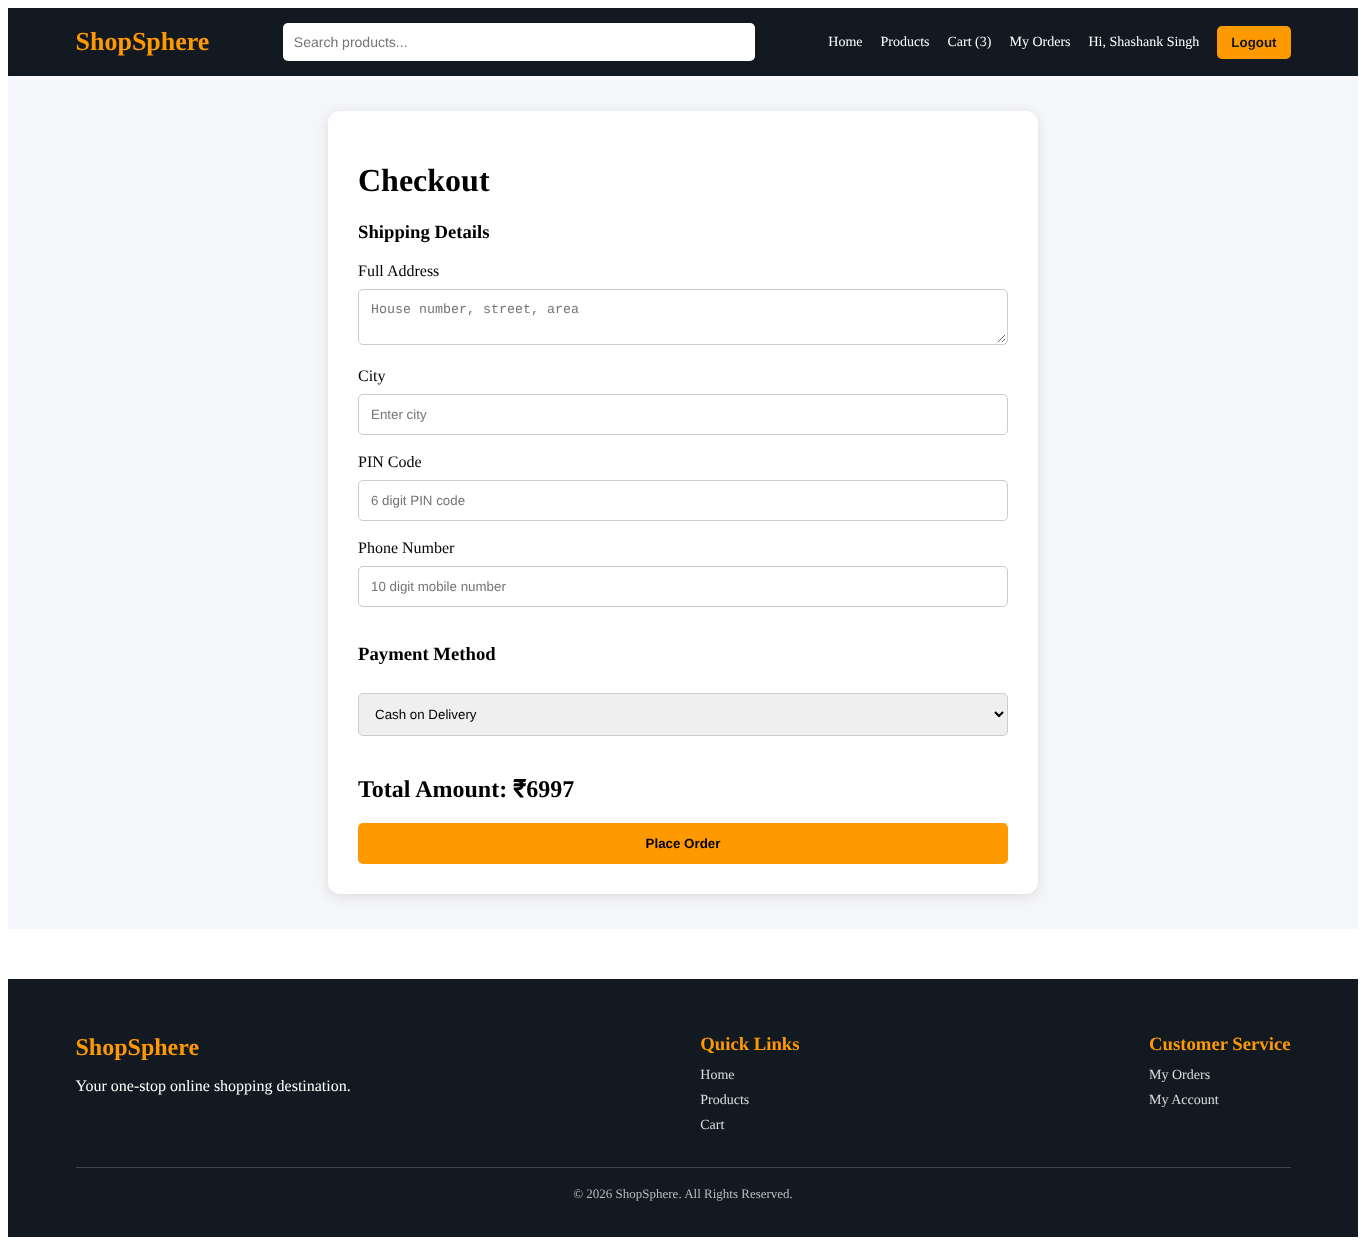 ShopSphere
Search products...
Home
Products
Cart (3)
My Orders
Hi, Shashank Singh
Logout
Checkout
Shipping Details
Full Address
House number, street, area
City
Enter city
PIN Code
6 digit PIN code
Phone Number
10 digit mobile number
Payment Method
Cash on Delivery
Total Amount: ₹6997
Place Order
ShopSphere
Your one-stop online shopping destination.
Quick Links
Home
Products
Cart
Customer Service
My Orders
My Account
© 2026 ShopSphere. All Rights Reserved.